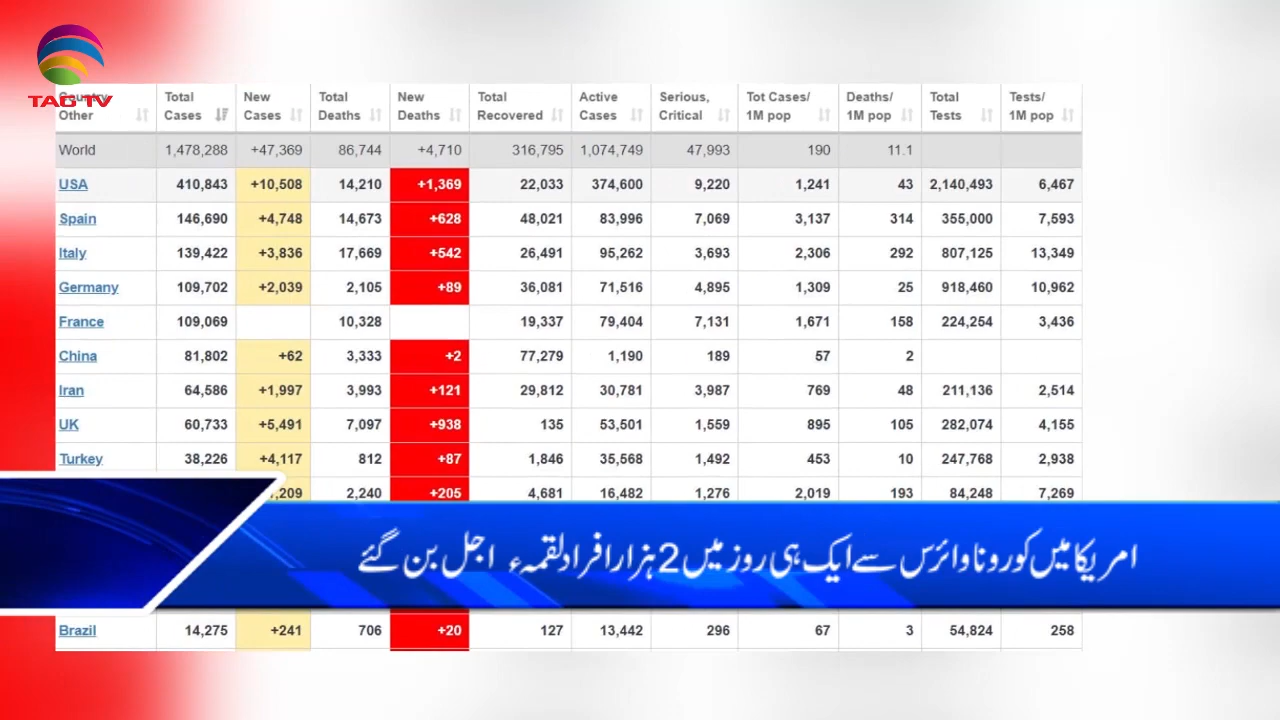 TAG TV
Country, Other Total Cases New Cases Total Deaths New Deaths Total Recovered Active Cases Serious, Critical Tot Cases/ 1M pop Deaths/ 1M pop Total Tests Tests/ 1M pop
World 1,478,288 +47,369 86,744 +4,710 316,795 1,074,749 47,993 190 11.1
USA 410,843 +10,508 14,210 +1,369 22,033 374,600 9,220 1,241 43 2,140,493 6,467
Spain 146,690 +4,748 14,673 +628 48,021 83,996 7,069 3,137 314 355,000 7,593
Italy 139,422 +3,836 17,669 +542 26,491 95,262 3,693 2,306 292 807,125 13,349
Germany 109,702 +2,039 2,105 +89 36,081 71,516 4,895 1,309 25 918,460 10,962
France 109,069 10,328 19,337 79,404 7,131 1,671 158 224,254 3,436
China 81,802 +62 3,333 +2 77,279 1,190 189 57 2
Iran 64,586 +1,997 3,993 +121 29,812 30,781 3,987 769 48 211,136 2,514
UK 60,733 +5,491 7,097 +938 135 53,501 1,559 895 105 282,074 4,155
Turkey 38,226 +4,117 812 +87 1,846 35,568 1,492 453 10 247,768 2,938
,209 2,240 +205 4,681 16,482 1,276 2,019 193 84,248 7,269
امریکا میں کورونا وائرس سے ایک ہی روز میں 2 ہزار افراد لقمہء اجل بن گئے
Brazil 14,275 +241 706 +20 127 13,442 296 67 3 54,824 258